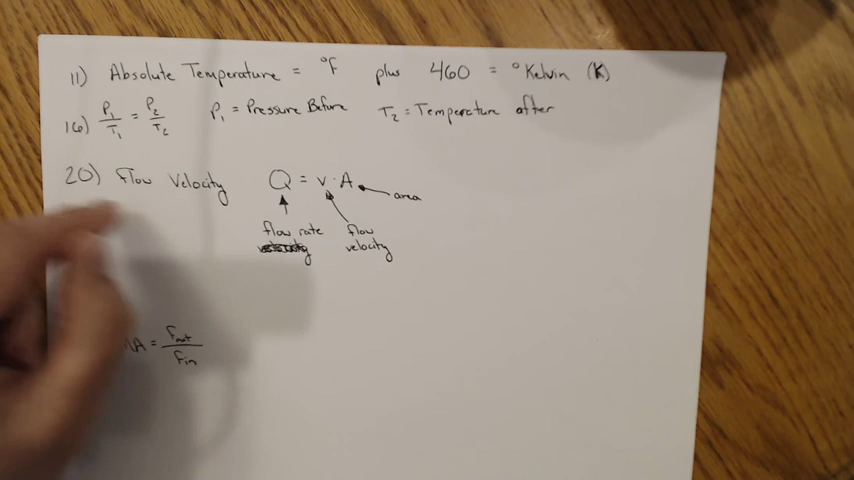 11) Absolute Temperature = °F plus 460 = °Kelvin (K)
16) P₁/T₁ = P₂/T₂ P₁ = Pressure Before T₂ = Temperature after
20) Flow Velocity Q = v · A area
flow rate flow
velocity
A = Fout/Fin